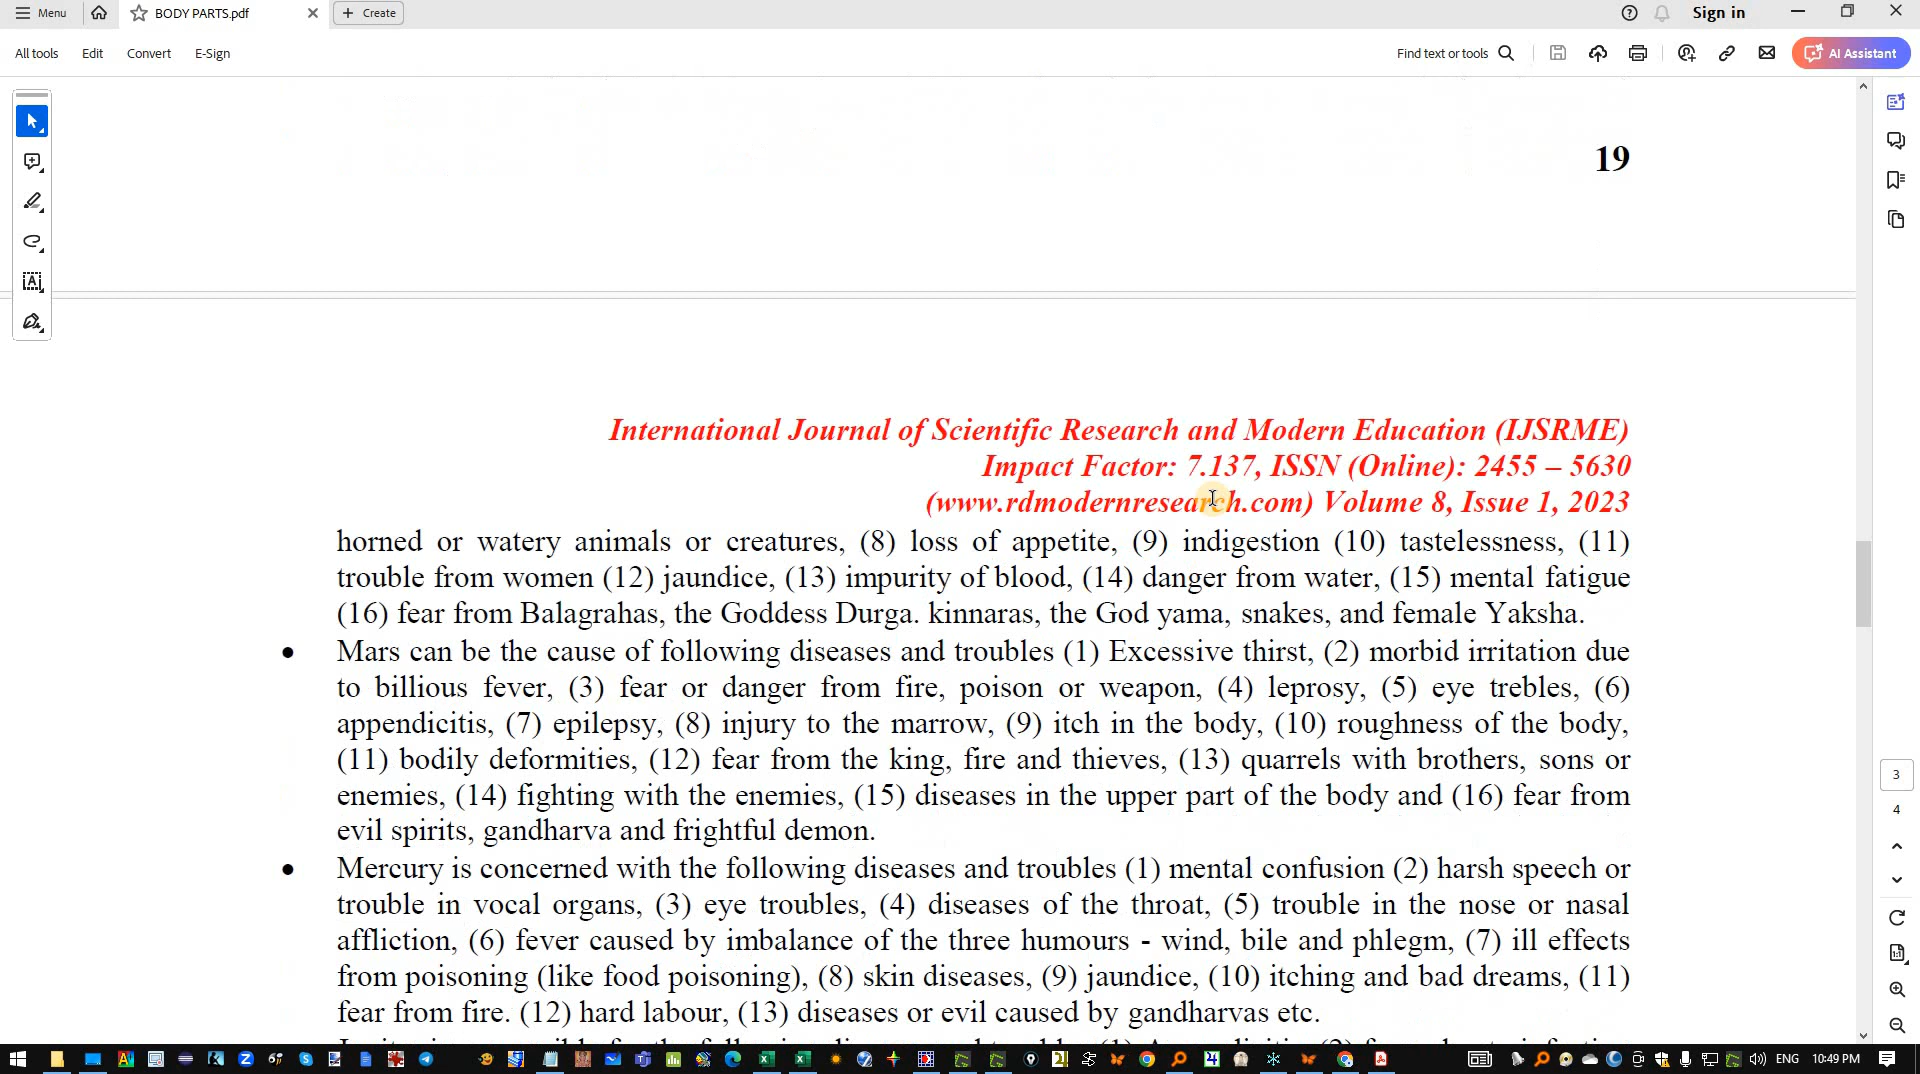 Menu
BODY PARTS.pdf
Create
Sign in
All tools
Edit
Convert
E-Sign
Find text or tools
AI Assistant
19
International Journal of Scientific Research and Modern Education (IJSRME)
Impact Factor: 7.137, ISSN (Online): 2455 – 5630
(www.rdmodernresearch.com) Volume 8, Issue 1, 2023
horned or watery animals or creatures, (8) loss of appetite, (9) indigestion (10) tastelessness, (11)
trouble from women (12) jaundice, (13) impurity of blood, (14) danger from water, (15) mental fatigue
(16) fear from Balagrahas, the Goddess Durga. kinnaras, the God yama, snakes, and female Yaksha.
• Mars can be the cause of following diseases and troubles (1) Excessive thirst, (2) morbid irritation due
to billious fever, (3) fear or danger from fire, poison or weapon, (4) leprosy, (5) eye trebles, (6)
appendicitis, (7) epilepsy, (8) injury to the marrow, (9) itch in the body, (10) roughness of the body,
(11) bodily deformities, (12) fear from the king, fire and thieves, (13) quarrels with brothers, sons or
enemies, (14) fighting with the enemies, (15) diseases in the upper part of the body and (16) fear from
evil spirits, gandharva and frightful demon.
• Mercury is concerned with the following diseases and troubles (1) mental confusion (2) harsh speech or
trouble in vocal organs, (3) eye troubles, (4) diseases of the throat, (5) trouble in the nose or nasal
affliction, (6) fever caused by imbalance of the three humours - wind, bile and phlegm, (7) ill effects
from poisoning (like food poisoning), (8) skin diseases, (9) jaundice, (10) itching and bad dreams, (11)
fear from fire. (12) hard labour, (13) diseases or evil caused by gandharvas etc.
3
4
ENG
10:49 PM